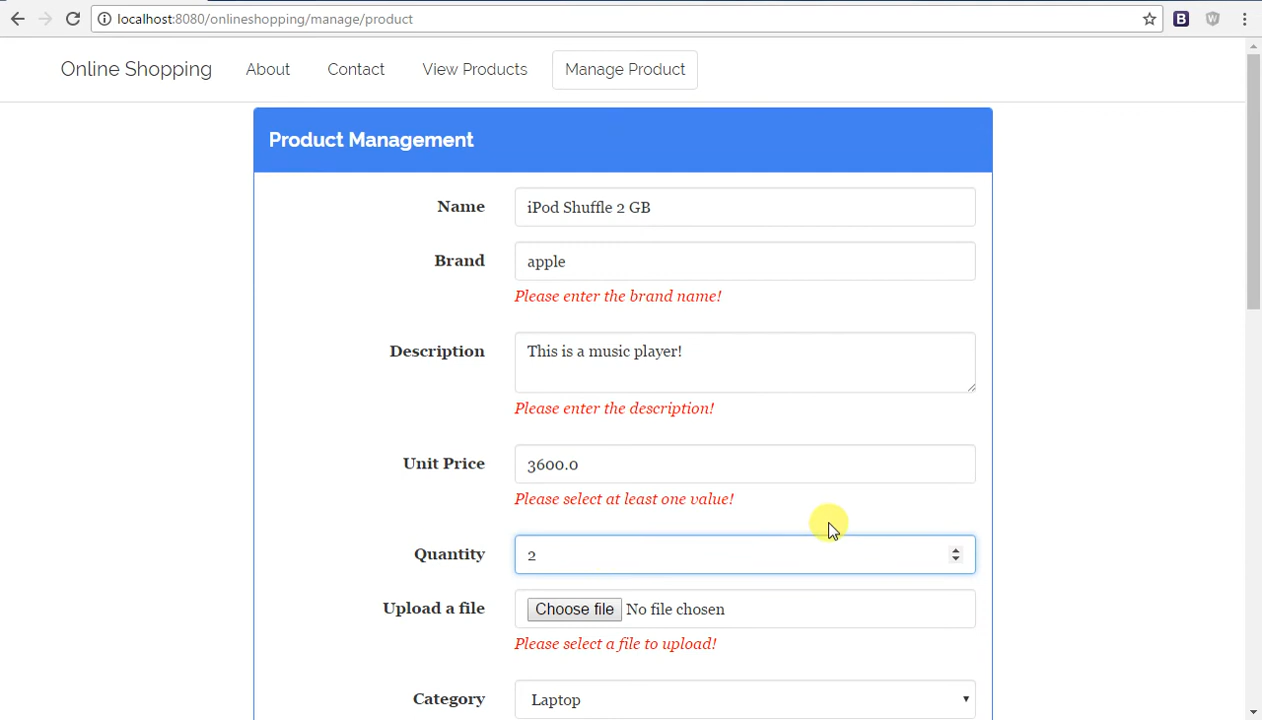 localhost:8080/onlineshopping/manage/product
B
W
Online Shopping About Contact View Products Manage Product
Product Management
Name iPod Shuffle 2 GB
Brand apple
Please enter the brand name!
Description This is a music player!
Please enter the description!
Unit Price 3600.0
Please select at least one value!
Quantity 2
Upload a file Choose file No file chosen
Please select a file to upload!
Category Laptop